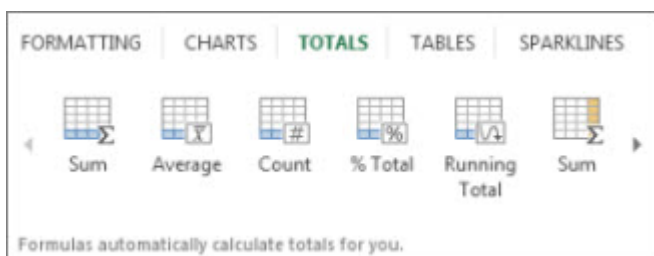 FORMATTING CHARTS TOTALS TABLES SPARKLINES
Sum Average Count % Total Running Total Sum
Formulas automatically calculate totals for you.